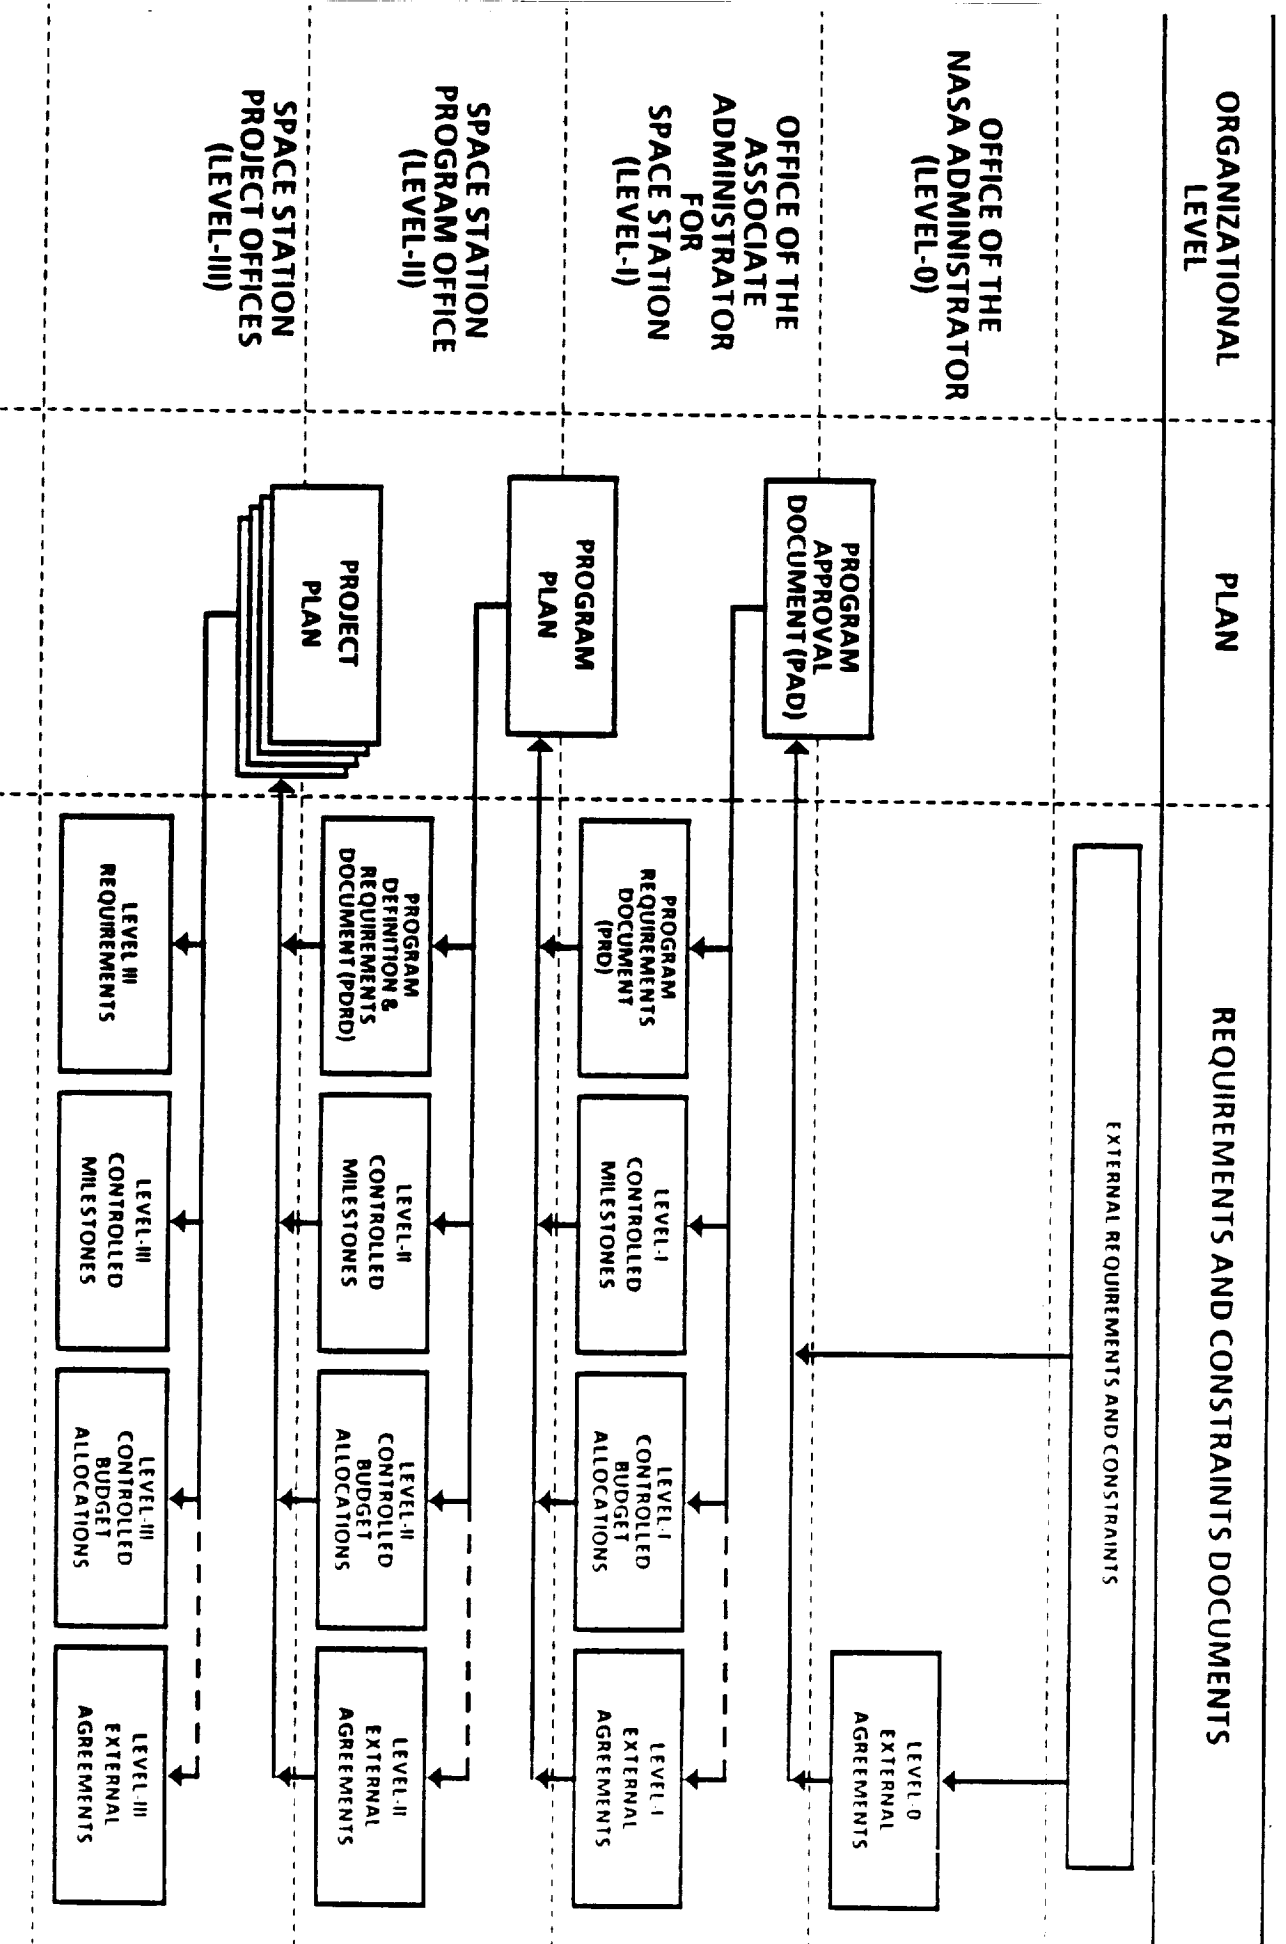 ORGANIZATIONAL
LEVEL
PLAN
REQUIREMENTS AND CONSTRAINTS DOCUMENTS
EXTERNAL REQUIREMENTS AND CONSTRAINTS
OFFICE OF THE
NASA ADMINISTRATOR
(LEVEL-0)
PROGRAM
APPROVAL
DOCUMENT (PAD)
LEVEL-0
EXTERNAL
AGREEMENTS
OFFICE OF THE
ASSOCIATE
ADMINISTRATOR
FOR
SPACE STATION
(LEVEL-I)
PROGRAM
PLAN
PROGRAM
REQUIREMENTS
DOCUMENT
(PRD)
LEVEL-I
CONTROLLED
MILESTONES
LEVEL-I
CONTROLLED
BUDGET
ALLOCATIONS
LEVEL-I
EXTERNAL
AGREEMENTS
SPACE STATION
PROGRAM OFFICE
(LEVEL-II)
PROJECT
PLAN
PROGRAM
DEFINITION &
REQUIREMENTS
DOCUMENT (PDRD)
LEVEL-II
CONTROLLED
MILESTONES
LEVEL-II
CONTROLLED
BUDGET
ALLOCATIONS
LEVEL-II
EXTERNAL
AGREEMENTS
SPACE STATION
PROJECT OFFICES
(LEVEL-III)
LEVEL III
REQUIREMENTS
LEVEL-III
CONTROLLED
MILESTONES
LEVEL-III
CONTROLLED
BUDGET
ALLOCATIONS
LEVEL-III
EXTERNAL
AGREEMENTS